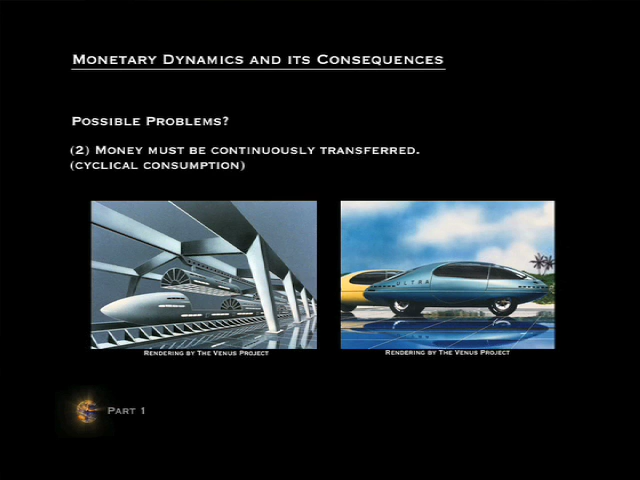 Monetary Dynamics and its Consequences
Possible Problems?
(2) Money must be continuously transferred.
(cyclical consumption)
ULTRA
Rendering by The Venus Project
Rendering by The Venus Project
Part 1